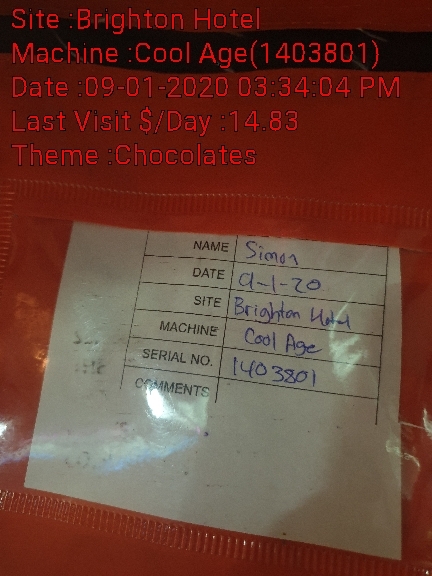 Site :Brighton Hotel
Machine :Cool Age(1403801)
Date :09-01-2020 03:34:04 PM
Last Visit $/Day :14.83
Theme :Chocolates
NAME Simon
DATE 9-1-20
SITE Brighton Hotel
MACHINE Cool Age
SERIAL NO. 1403801
COMMENTS